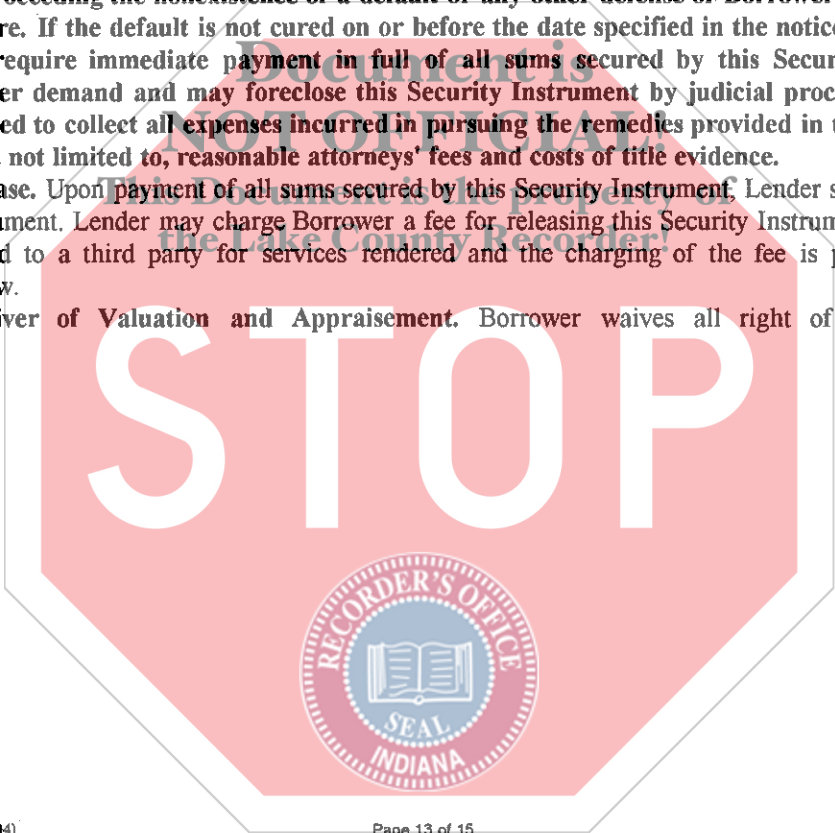 oceeding the nonexistence of a default or any other defense of Borrower
re. If the default is not cured on or before the date specified in the notice
require immediate payment in full of all sums secured by this Secur
er demand and may foreclose this Security Instrument by judicial proc
ed to collect all expenses incurred in pursuing the remedies provided in t
not limited to, reasonable attorneys' fees and costs of title evidence.
ase. Upon payment of all sums secured by this Security Instrument, Lender s
ument. Lender may charge Borrower a fee for releasing this Security Instrum
d to a third party for services rendered and the charging of the fee is p
w.
iver of Valuation and Appraisement. Borrower waives all right of
Document is
NOT OFFICIAL!
This Document is the property of
the Lake County Recorder!
STOP
RECORDER'S OFFICE
SEAL
INDIANA
4)
Page 13 of 15